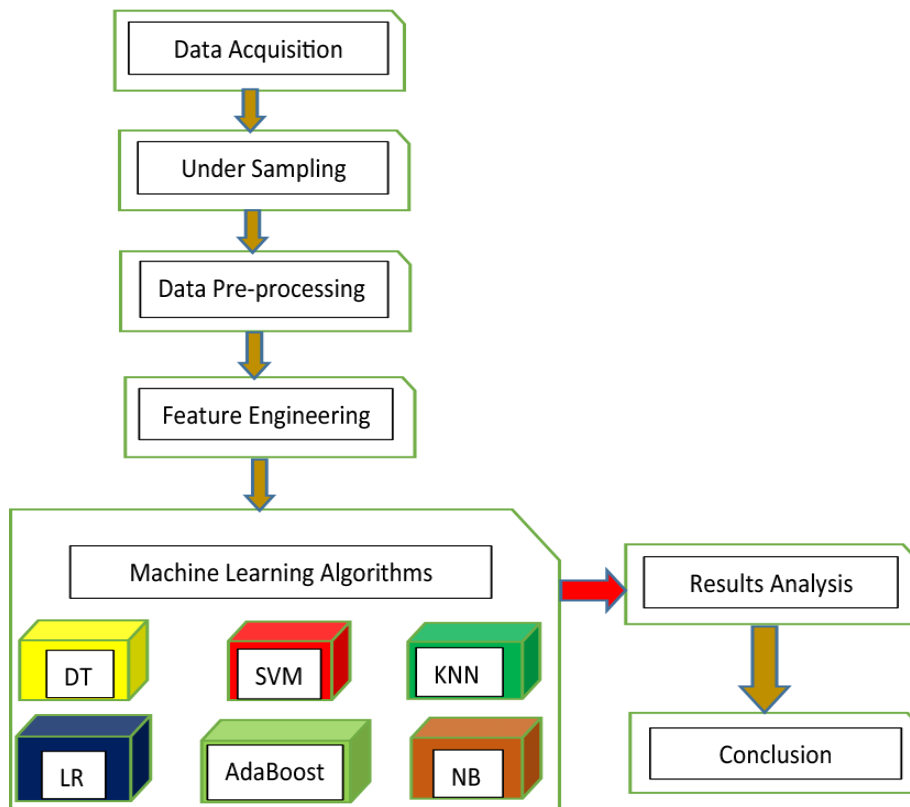 Data Acquisition
Under Sampling
Data Pre-processing
Feature Engineering
Machine Learning Algorithms
DT
SVM
KNN
LR
AdaBoost
NB
Results Analysis
Conclusion